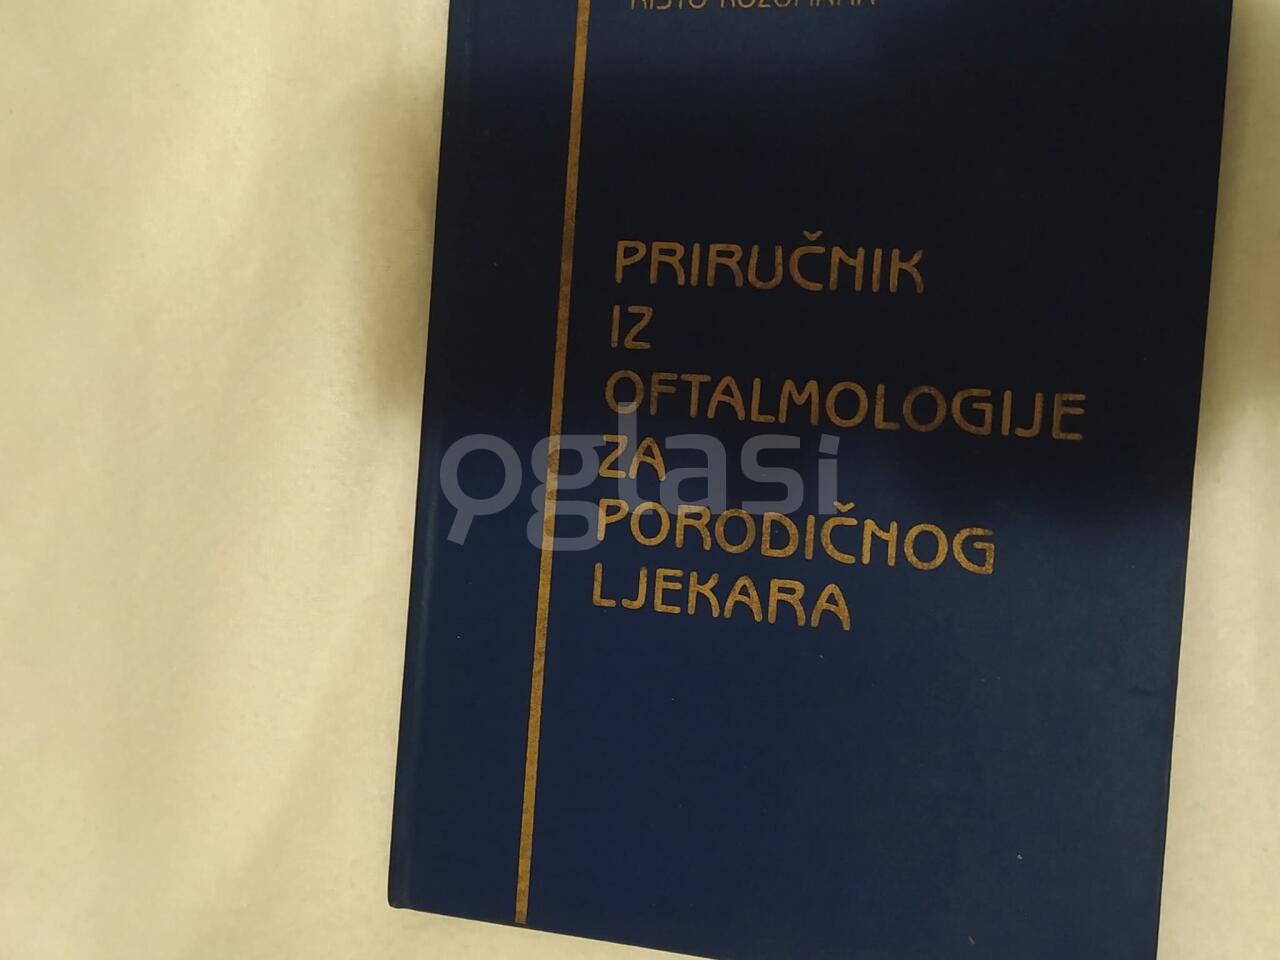 PRIRUČNIK
IZ
OFTALMOLOGIJE
ZA
PORODIČNOG
LJEKARA
oglasi